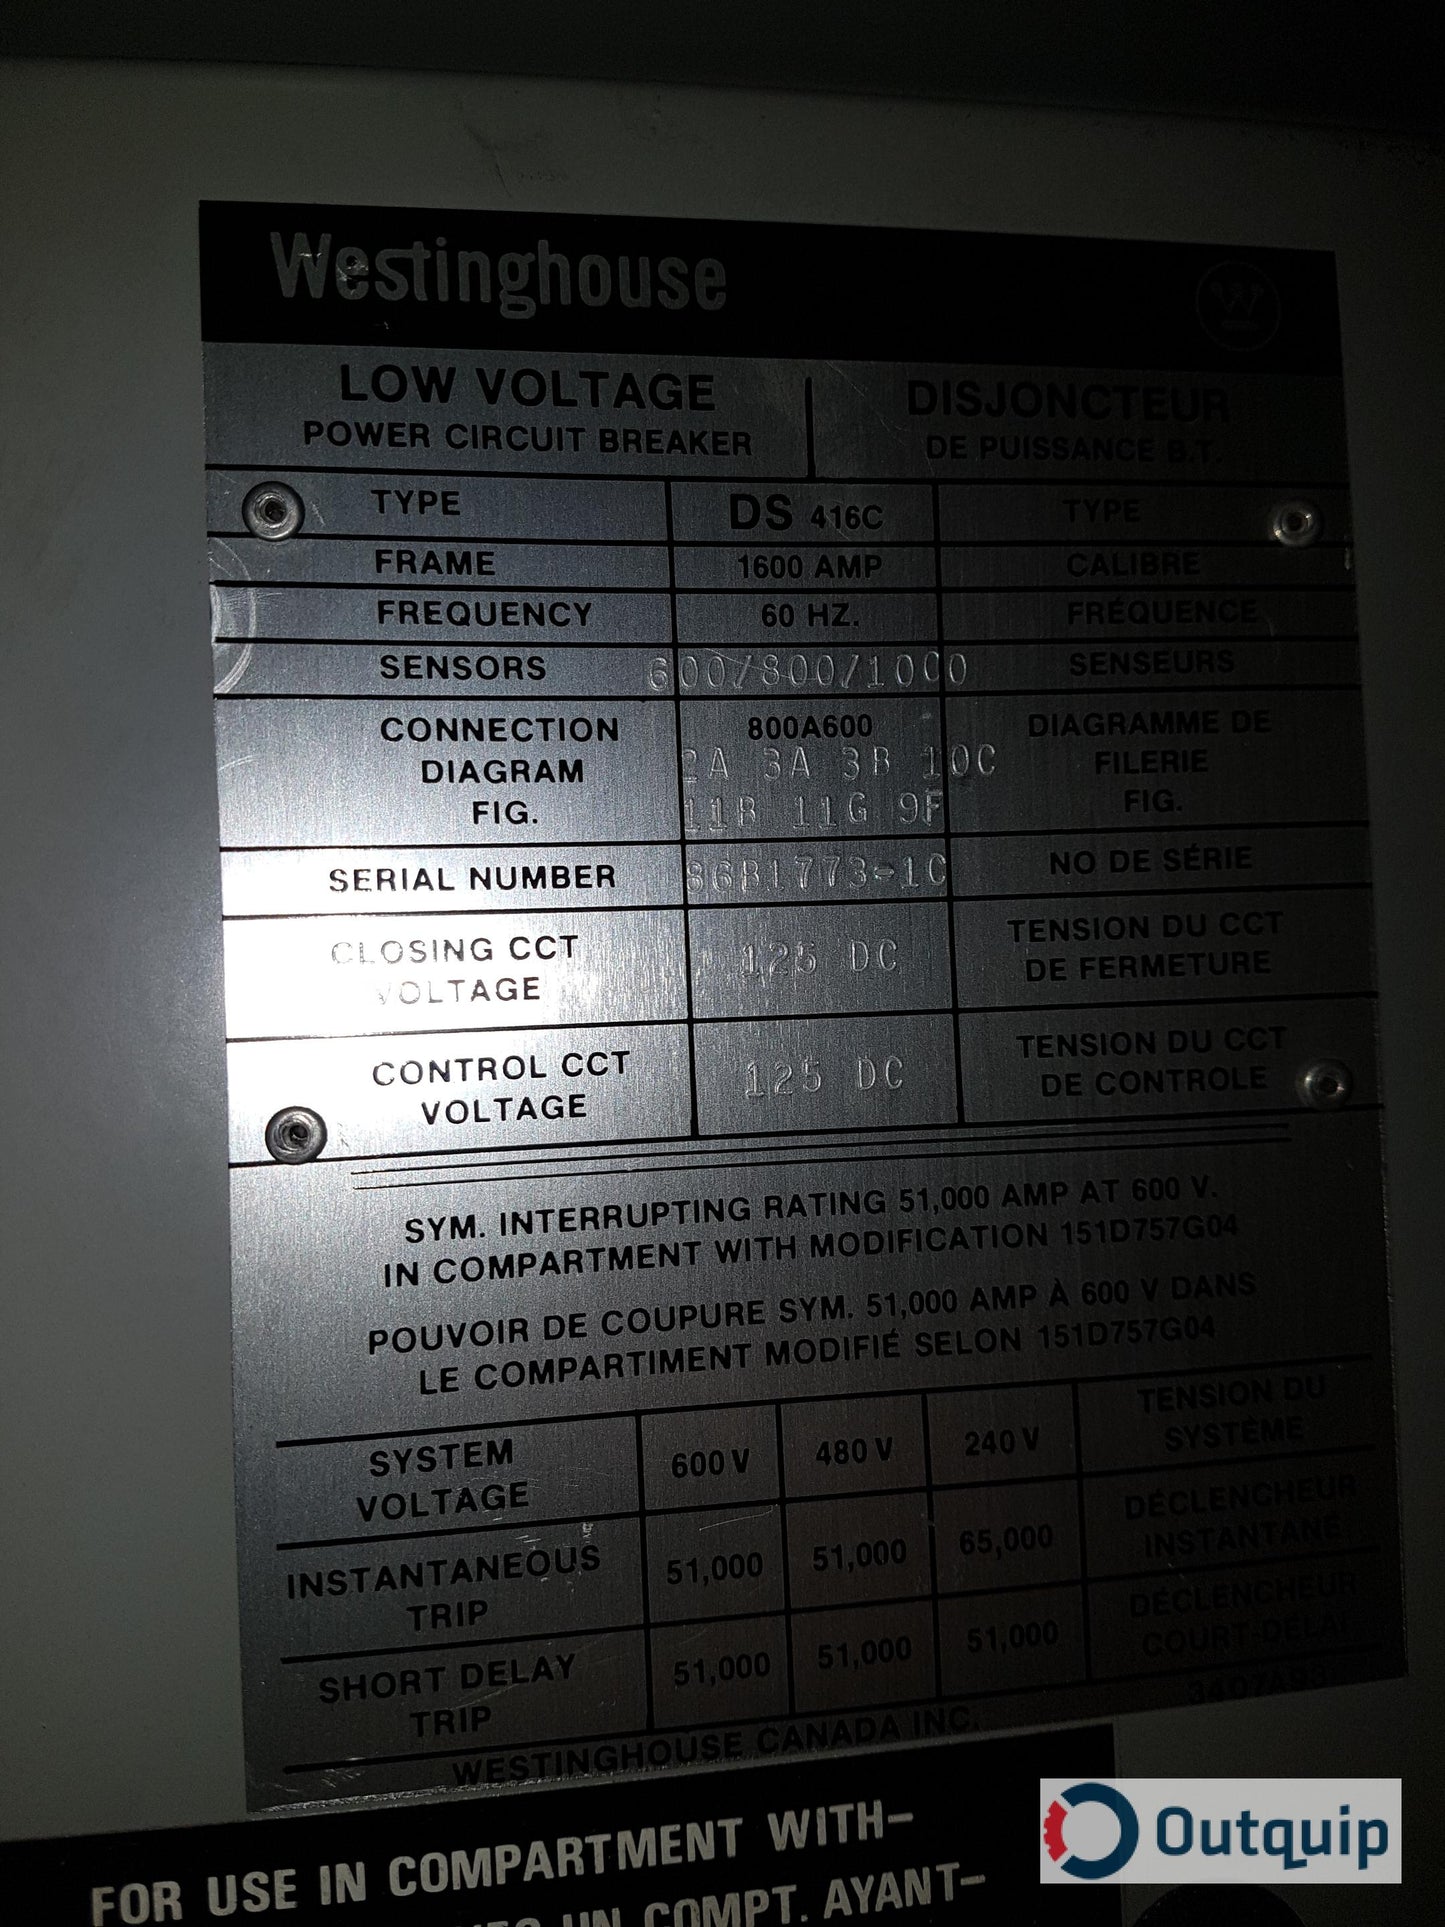 Westinghouse
LOW VOLTAGE
POWER CIRCUIT BREAKER
DISJONCTEUR
DE PUISSANCE B.T.
TYPE DS 416C TYPE
FRAME 1600 AMP CALIBRE
FREQUENCY 60 HZ. FRÉQUENCE
SENSORS 600/800/1000 SENSEURS
CONNECTION 800A600 DIAGRAMME DE
DIAGRAM 2A 3A 3B 10C FILERIE
FIG. 11B 11G 9F FIG.
SERIAL NUMBER 86B1773-1C NO DE SÉRIE
CLOSING CCT
VOLTAGE
125 DC
TENSION DU CCT
DE FERMETURE
CONTROL CCT
VOLTAGE
125 DC
TENSION DU CCT
DE CONTROLE
SYM. INTERRUPTING RATING 51,000 AMP AT 600 V.
IN COMPARTMENT WITH MODIFICATION 151D757G04
POUVOIR DE COUPURE SYM. 51,000 AMP À 600 V DANS
LE COMPARTIMENT MODIFIÉ SELON 151D757G04
SYSTEM
VOLTAGE
600 V 480 V 240 V
TENSION DU
SYSTÈME
INSTANTANEOUS
TRIP
51,000 51,000 65,000
DÉCLENCHEUR
INSTANTANÉ
SHORT DELAY
TRIP
51,000 51,000 51,000
DÉCLENCHEUR
COURT-DÉLAI
WESTINGHOUSE CANADA INC.
FOR USE IN COMPARTMENT WITH-
UN COMPT. AYANT-
Outquip